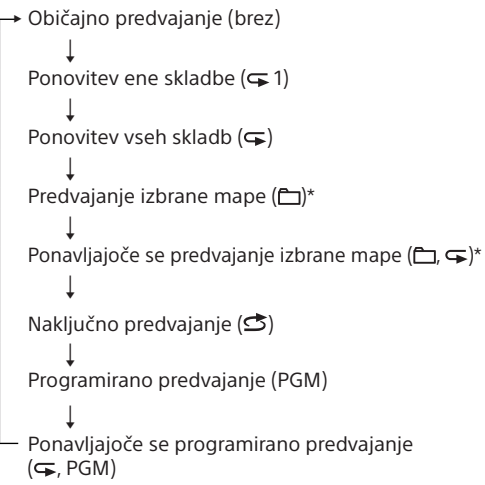 Običajno predvajanje (brez)
Ponovitev ene skladbe (1)
Ponovitev vseh skladb ()
Predvajanje izbrane mape ()*
Ponavljajoče se predvajanje izbrane mape (, )*
Naključno predvajanje ()
Programirano predvajanje (PGM)
Ponavljajoče se programirano predvajanje
(, PGM)